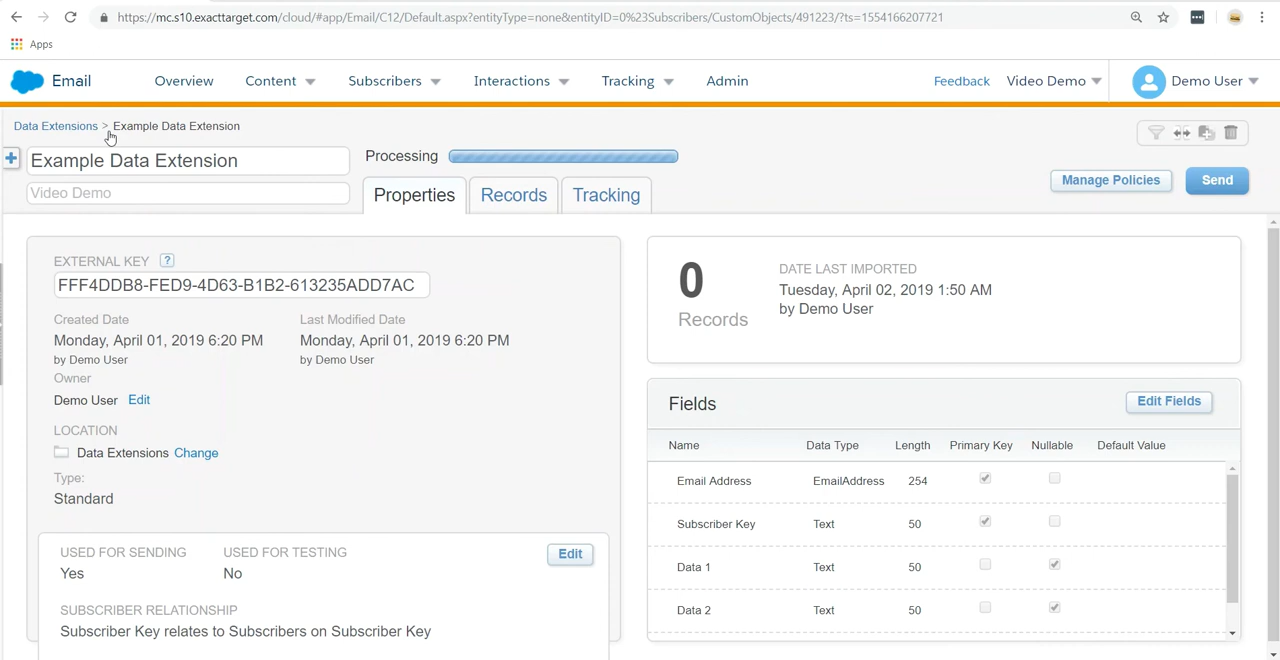 https://mc.s10.exacttarget.com/cloud/#app/Email/C12/Default.aspx?entityType=none&entityID=0%23Subscribers/CustomObjects/491223/?ts=1554166207721
Apps
Email Overview Content Subscribers Interactions Tracking Admin Feedback Video Demo Demo User
Data Extensions > Example Data Extension
Example Data Extension
Processing
Video Demo
Properties Records Tracking
Manage Policies Send
EXTERNAL KEY ?
FFF4DDB8-FED9-4D63-B1B2-613235ADD7AC
Created Date Last Modified Date
Monday, April 01, 2019 6:20 PM Monday, April 01, 2019 6:20 PM
by Demo User by Demo User
Owner
Demo User Edit
LOCATION
Data Extensions Change
Type:
Standard
USED FOR SENDING USED FOR TESTING Edit
Yes No
SUBSCRIBER RELATIONSHIP
Subscriber Key relates to Subscribers on Subscriber Key
0
Records
DATE LAST IMPORTED
Tuesday, April 02, 2019 1:50 AM
by Demo User
Fields Edit Fields
Name Data Type Length Primary Key Nullable Default Value
Email Address EmailAddress 254
Subscriber Key Text 50
Data 1 Text 50
Data 2 Text 50